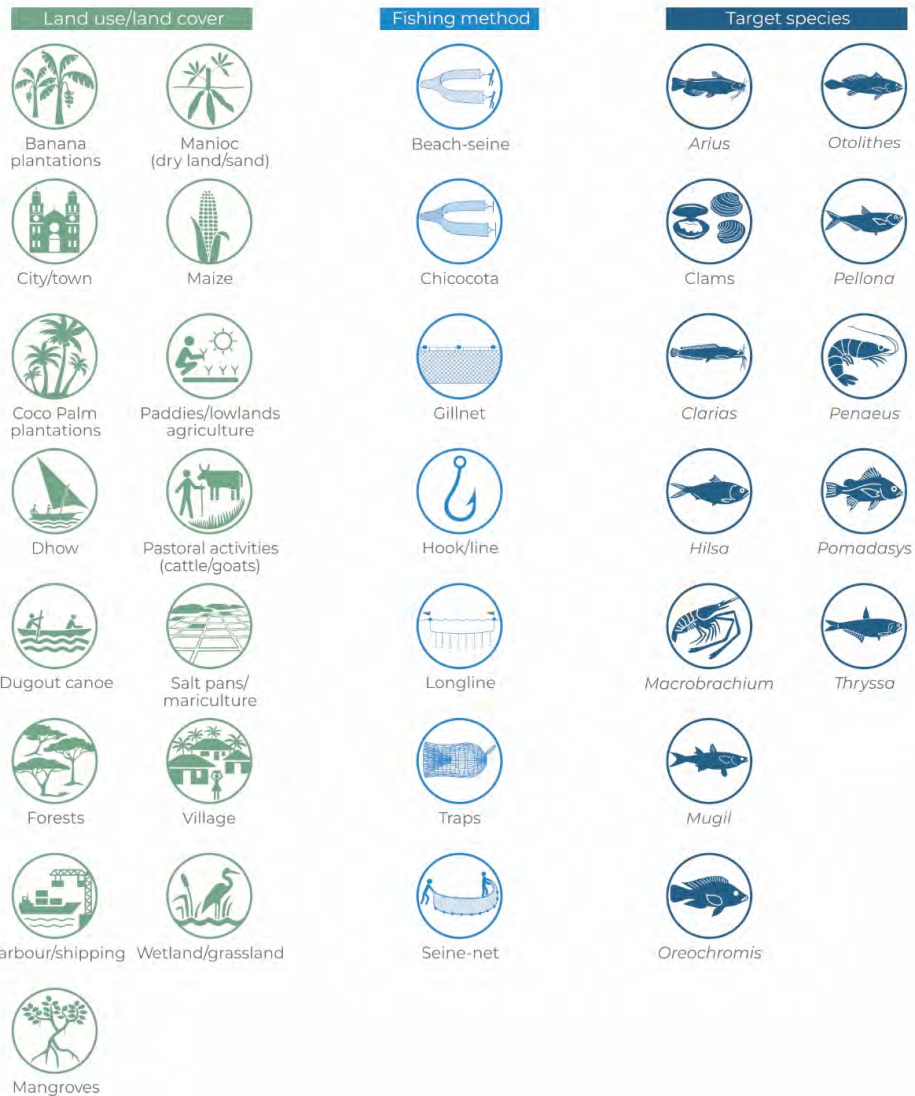 Land use/land cover
Banana
plantations
Manioc
(dry land/sand)
City/town
Maize
Coco Palm
plantations
Paddies/lowlands
agriculture
Dhow
Pastoral activities
(cattle/goats)
Dugout canoe
Salt pans/
mariculture
Forests
Village
arbour/shipping
Wetland/grassland
Mangroves
Fishing method
Beach-seine
Chicocota
Gillnet
Hook/line
Longline
Traps
Seine-net
Target species
Arius
Otolithes
Clams
Pellona
Clarias
Penaeus
Hilsa
Pomadasys
Macrobrachium
Thryssa
Mugil
Oreochromis